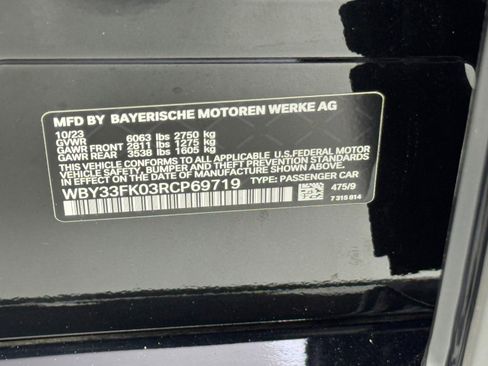 MFD BY BAYERISCHE MOTOREN WERKE AG
10/23
GVWR 6063 lbs 2750 kg
GAWR FRONT 2811 lbs 1275 kg
GAWR REAR 3538 lbs 1605 kg
THIS VEHICLE CONFORMS TO ALL APPLICABLE U.S. FEDERAL MOTOR
VEHICLE SAFETY, BUMPER AND THEFT PREVENTION STANDARDS IN
EFFECT ON THE DATE OF MANUFACTURE SHOWN ABOVE.
WBY33FK03RCP69719 TYPE: PASSENGER CAR
475/9
7 315 814